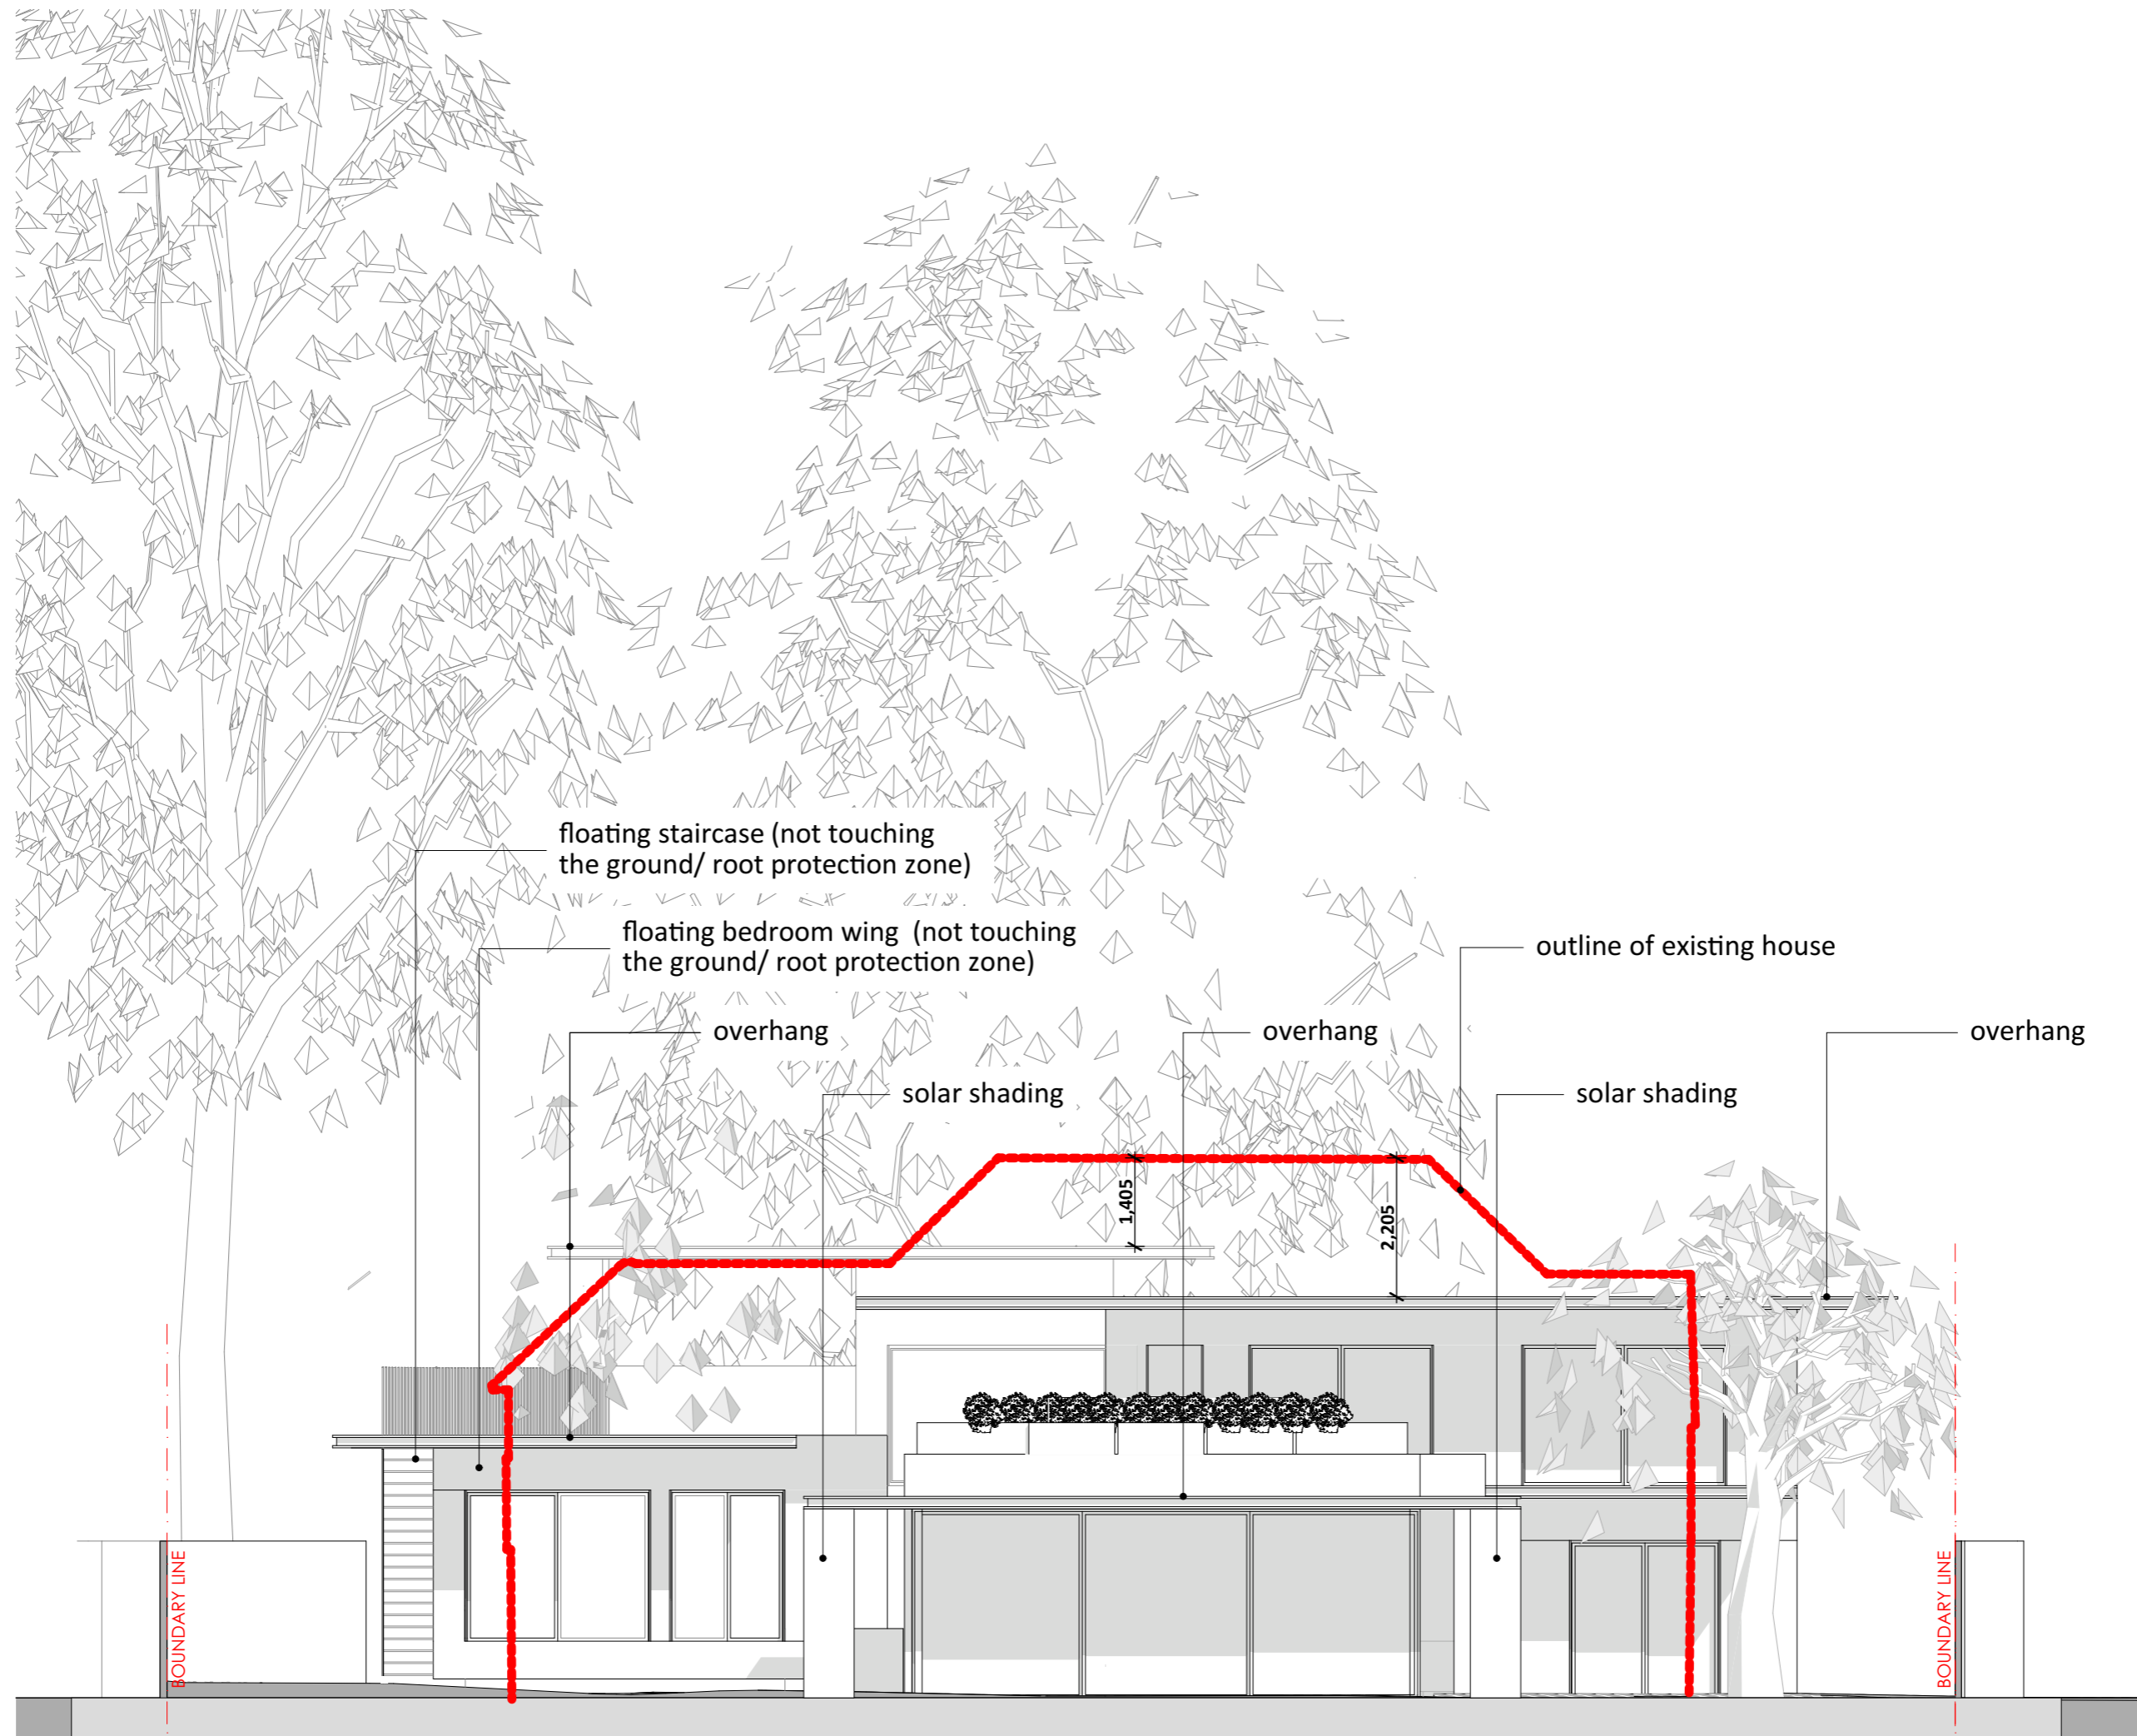 floating staircase (not touching
the ground/ root protection zone)
floating bedroom wing  (not touching
the ground/ root protection zone)
outline of existing house
overhang
overhang
overhang
solar shading
solar shading
1,405
2,205
BOUNDARY LINE
BOUNDARY LINE